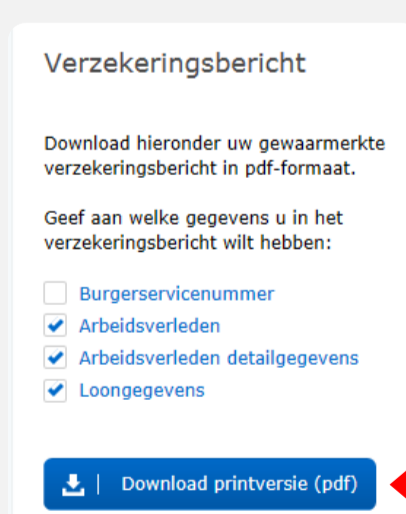 Verzekeringsbericht
Download hieronder uw gewaarmerkte
verzekeringsbericht in pdf-formaat.
Geef aan welke gegevens u in het
verzekeringsbericht wilt hebben:
Burgerservicenummer
Arbeidsverleden
Arbeidsverleden detailgegevens
Loongegevens
Download printversie (pdf)